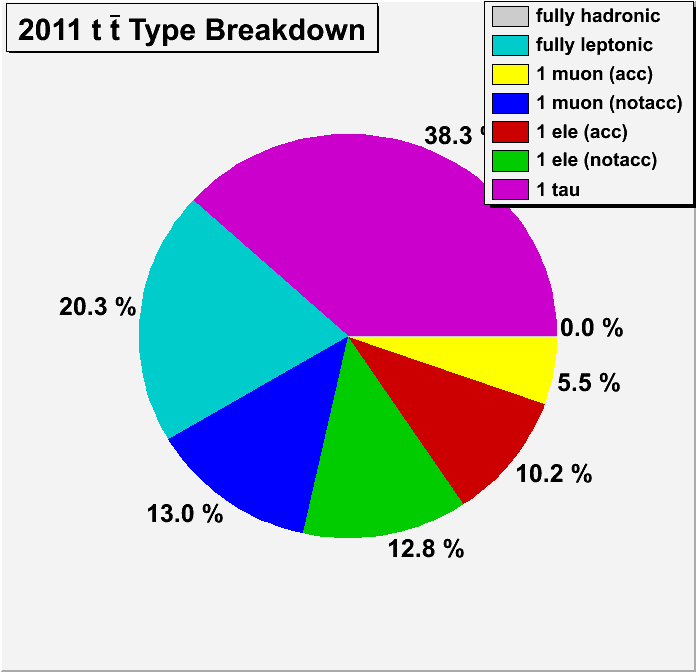 2011 t t̄ Type Breakdown
fully hadronic
fully leptonic
1 muon (acc)
1 muon (notacc)
1 ele (acc)
1 ele (notacc)
1 tau
38.3
20.3 %
0.0 %
5.5 %
10.2 %
13.0 %
12.8 %